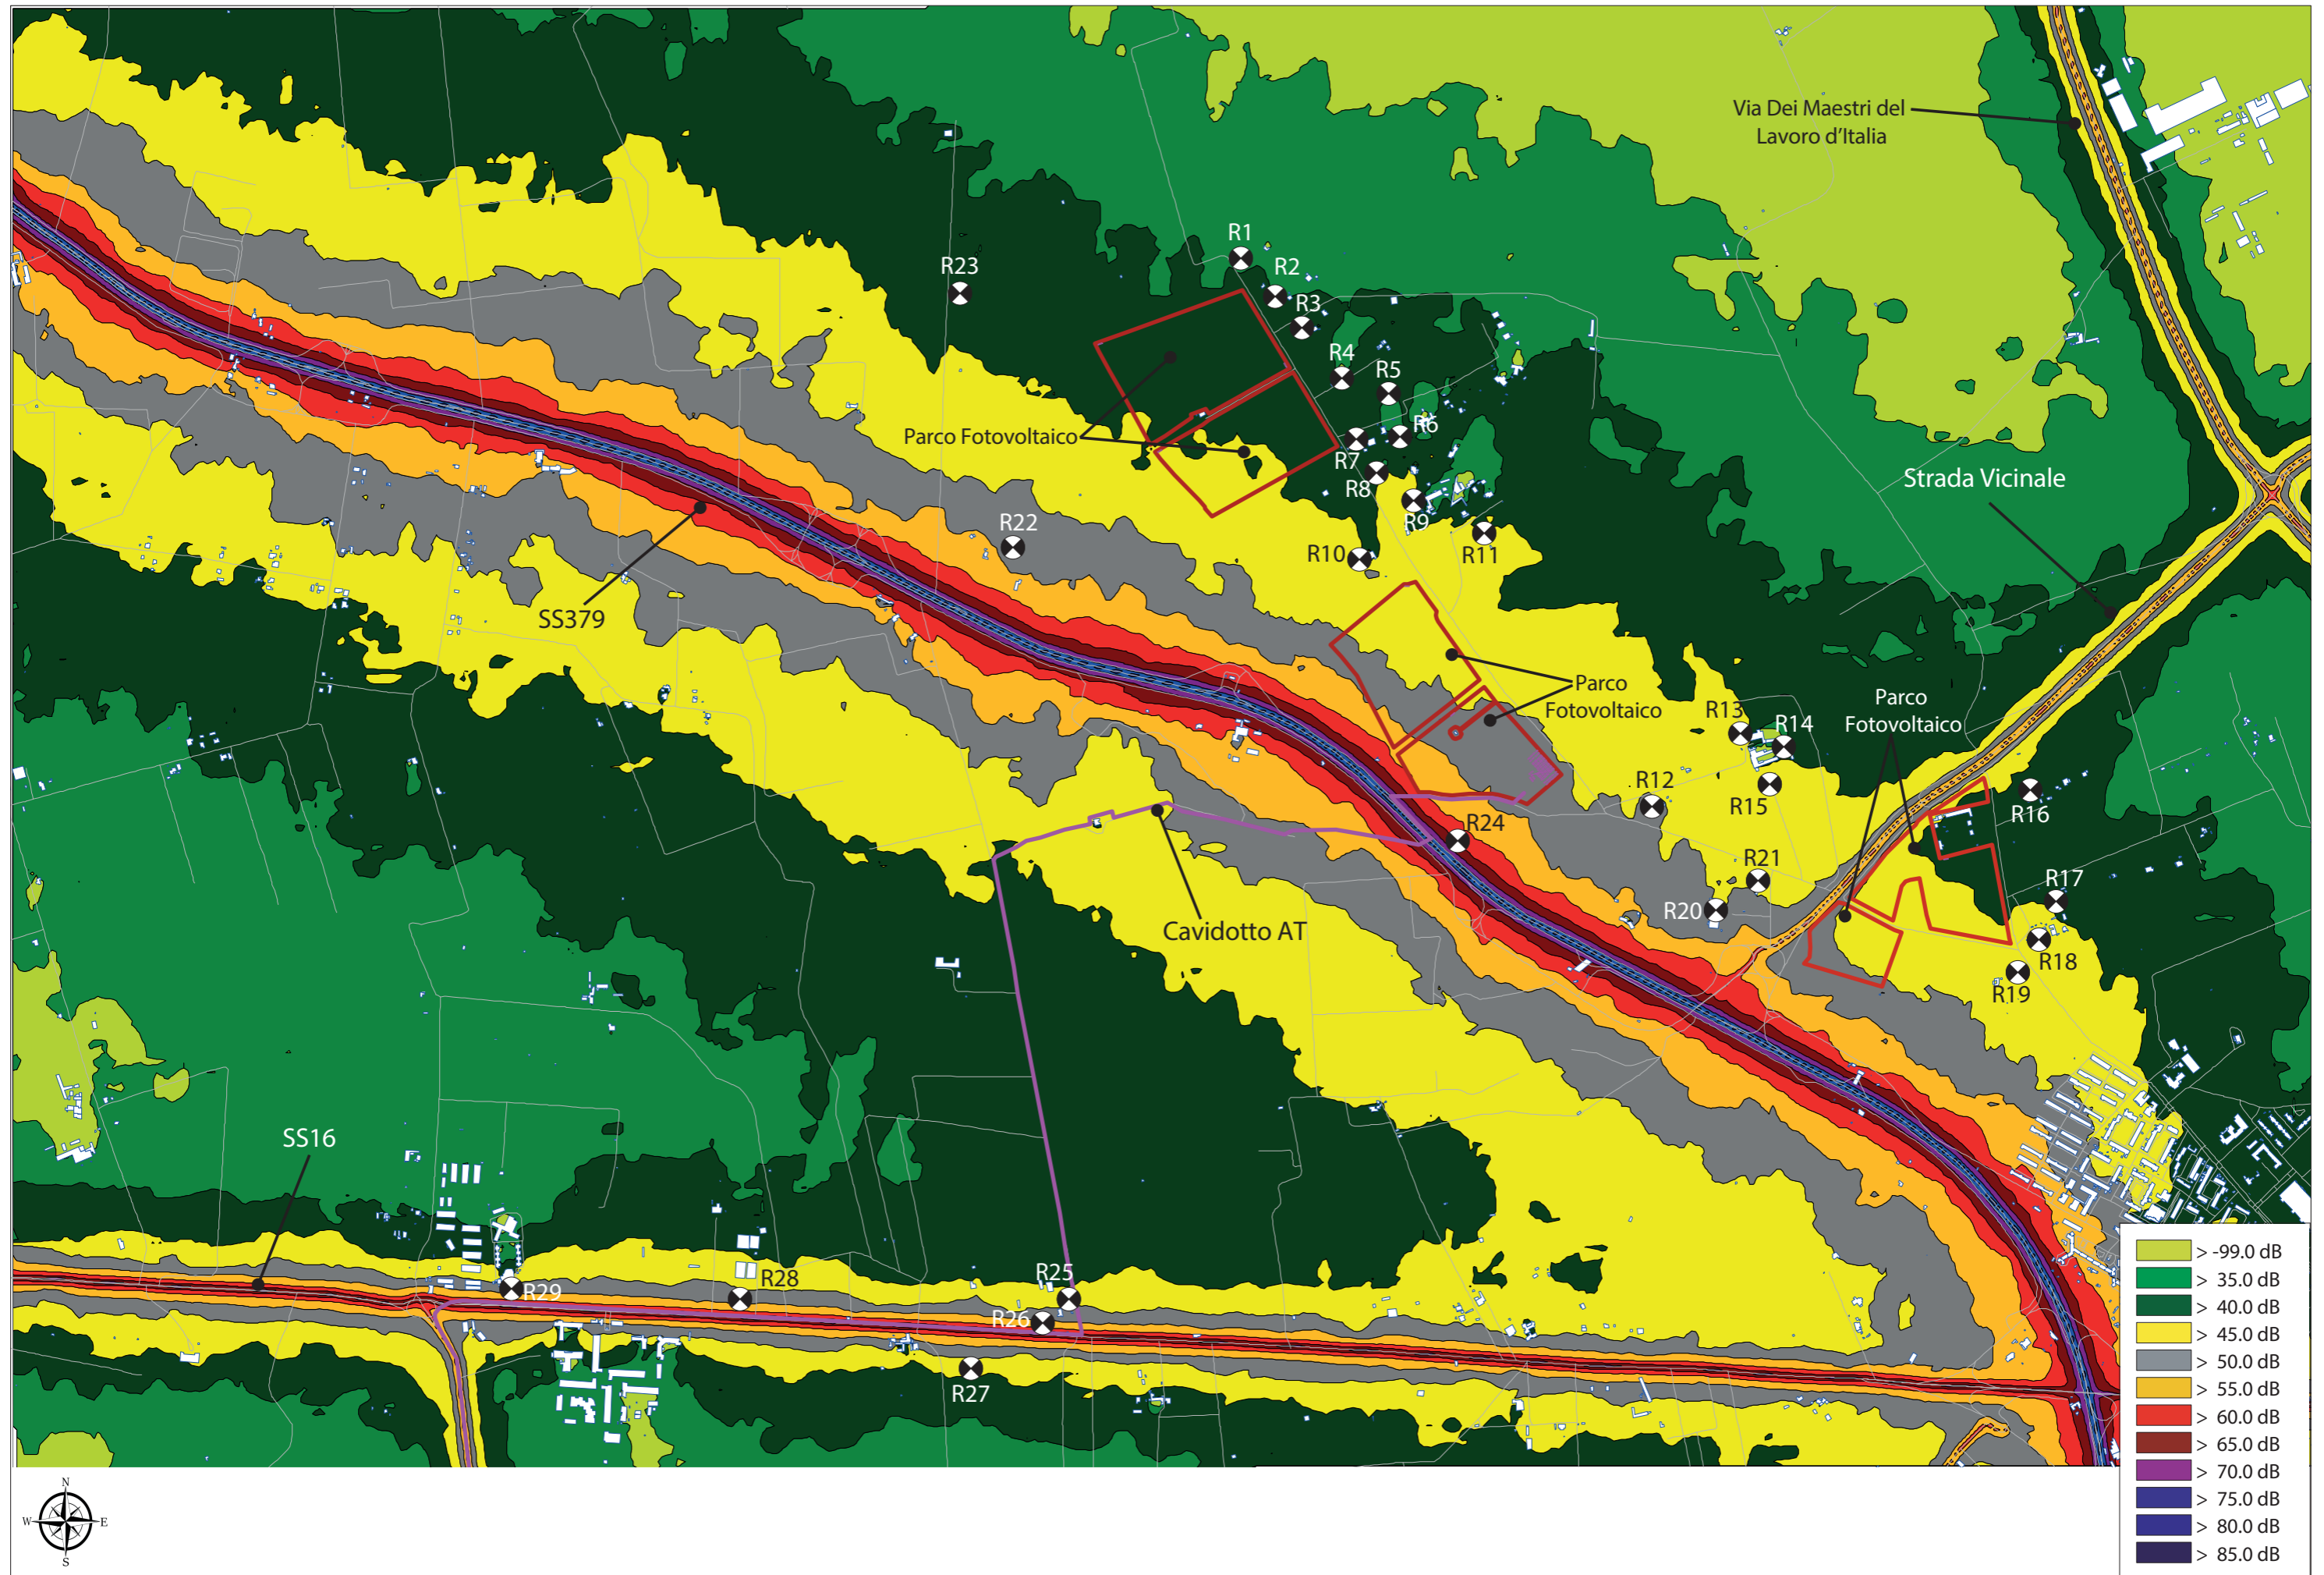 Via Dei Maestri del
Lavoro d'Italia
R1
R23
R2
R3
R4
R5
R6
Parco Fotovoltaico
R7
R8
Strada Vicinale
R9
R22
R11
R10
SS379
Parco
Fotovoltaico
Parco
Fotovoltaico
R13
R14
R12
R15
R16
R24
R21
R17
R20
Cavidotto AT
R18
R19
SS16
R25
R28
R29
R26
R27
> -99.0 dB
> 35.0 dB
> 40.0 dB
> 45.0 dB
> 50.0 dB
> 55.0 dB
> 60.0 dB
> 65.0 dB
> 70.0 dB
> 75.0 dB
> 80.0 dB
> 85.0 dB
N
W
E
S